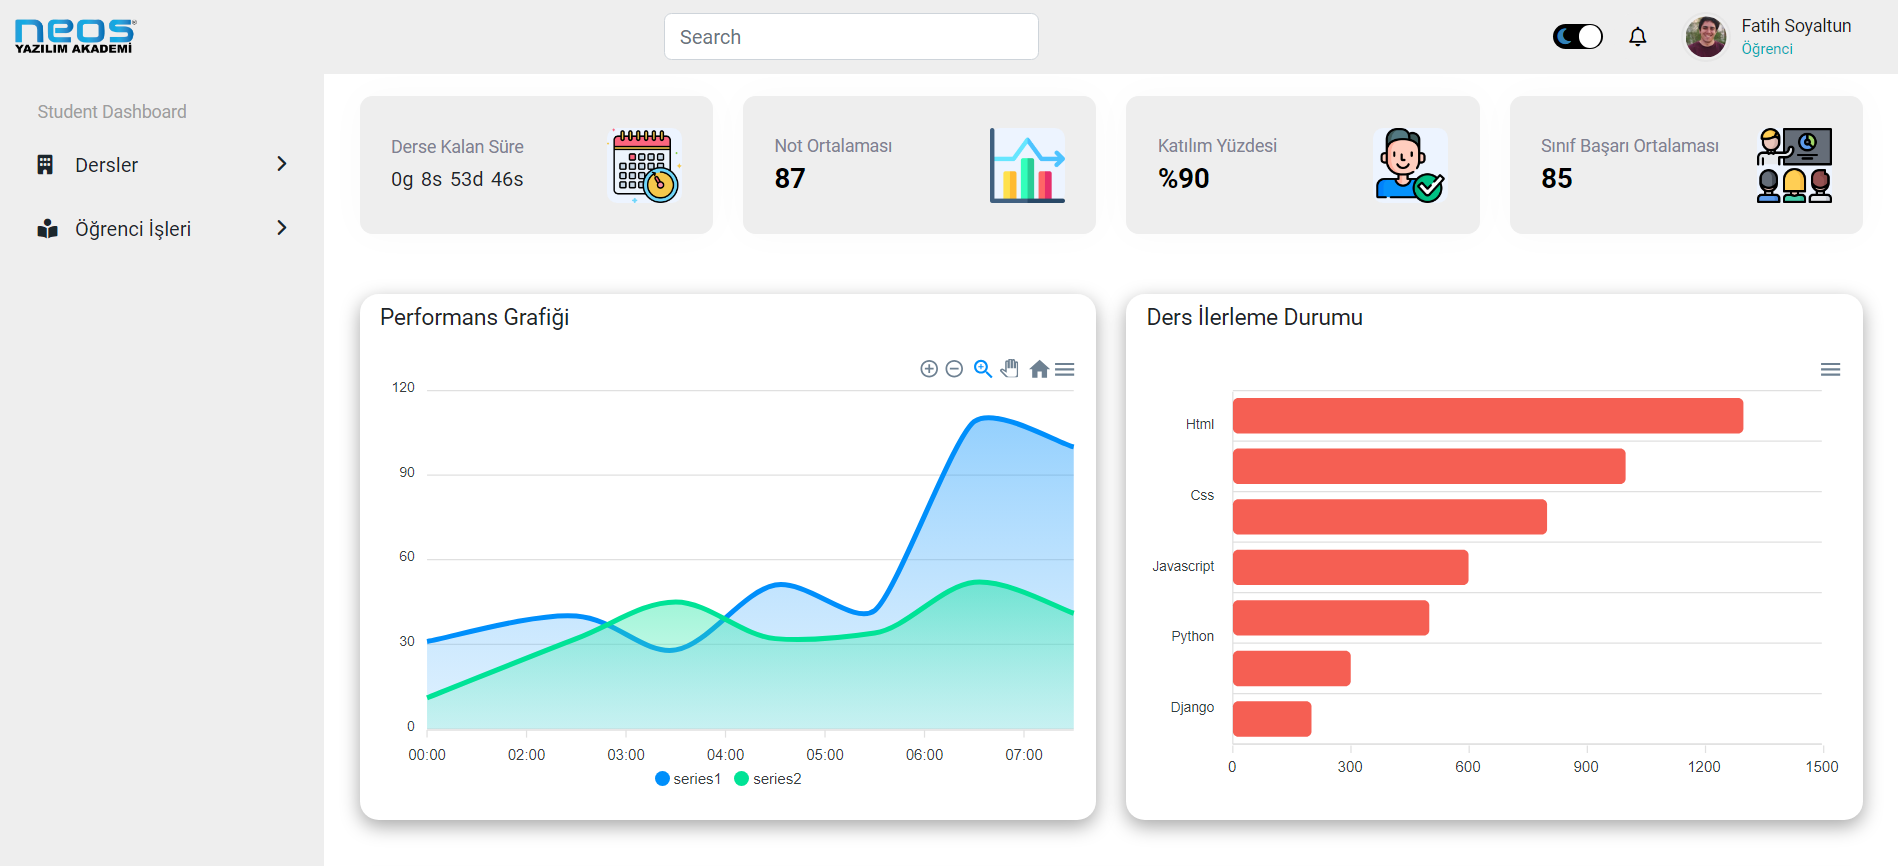 neos
YAZILIM AKADEMİ
Search
Fatih Soyaltun
Öğrenci
Student Dashboard
Dersler
Öğrenci İşleri
Derse Kalan Süre
0g 8s 53d 46s
Not Ortalaması
87
Katılım Yüzdesi
%90
Sınıf Başarı Ortalaması
85
Performans Grafiği
120
90
60
30
0
00:00 02:00 03:00 04:00 05:00 06:00 07:00
series1 series2
Ders İlerleme Durumu
Html
Css
Javascript
Python
Django
0 300 600 900 1200 1500